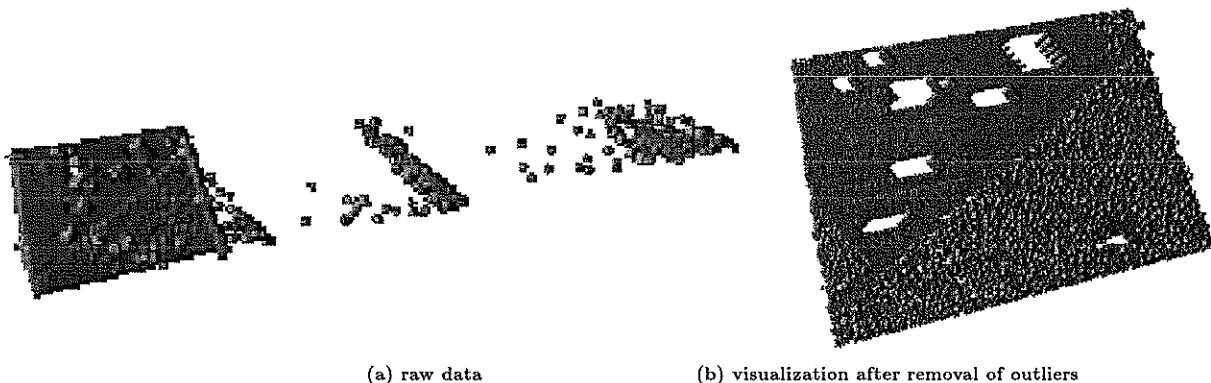 (a) raw data
(b) visualization after removal of outliers